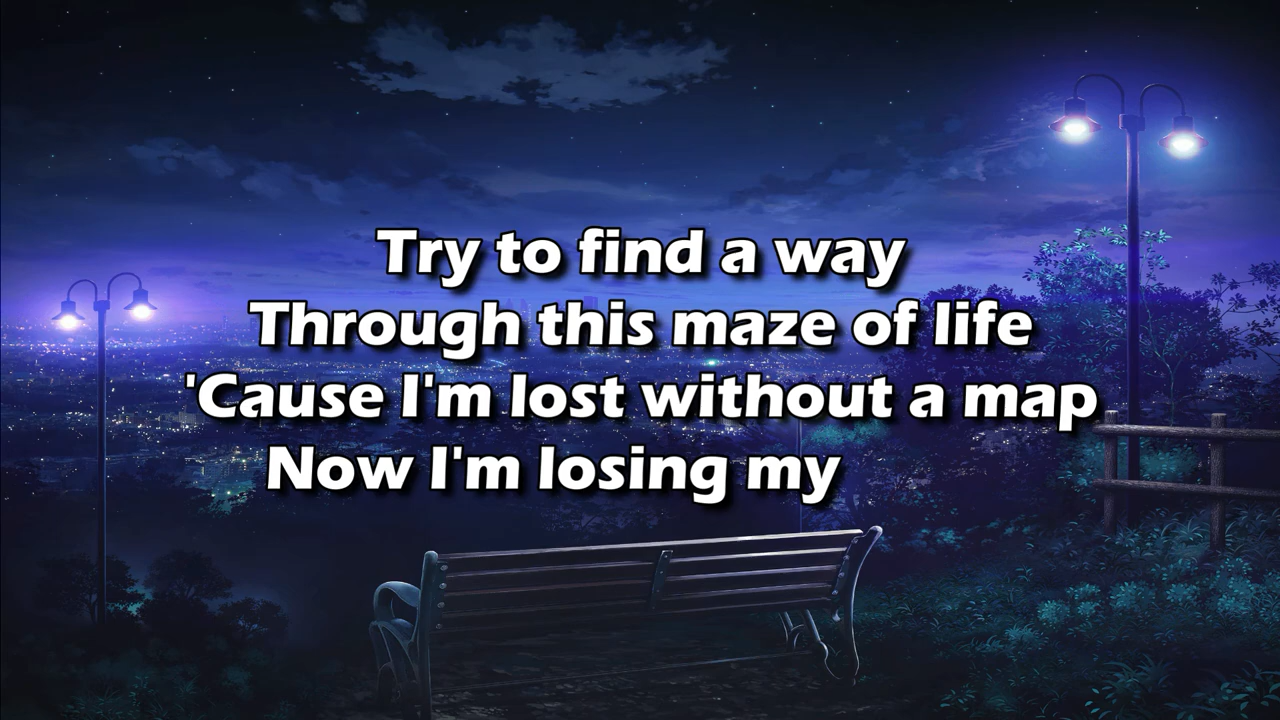 Try to find a way
Through this maze of life
'Cause I'm lost without a map
Now I'm losing my